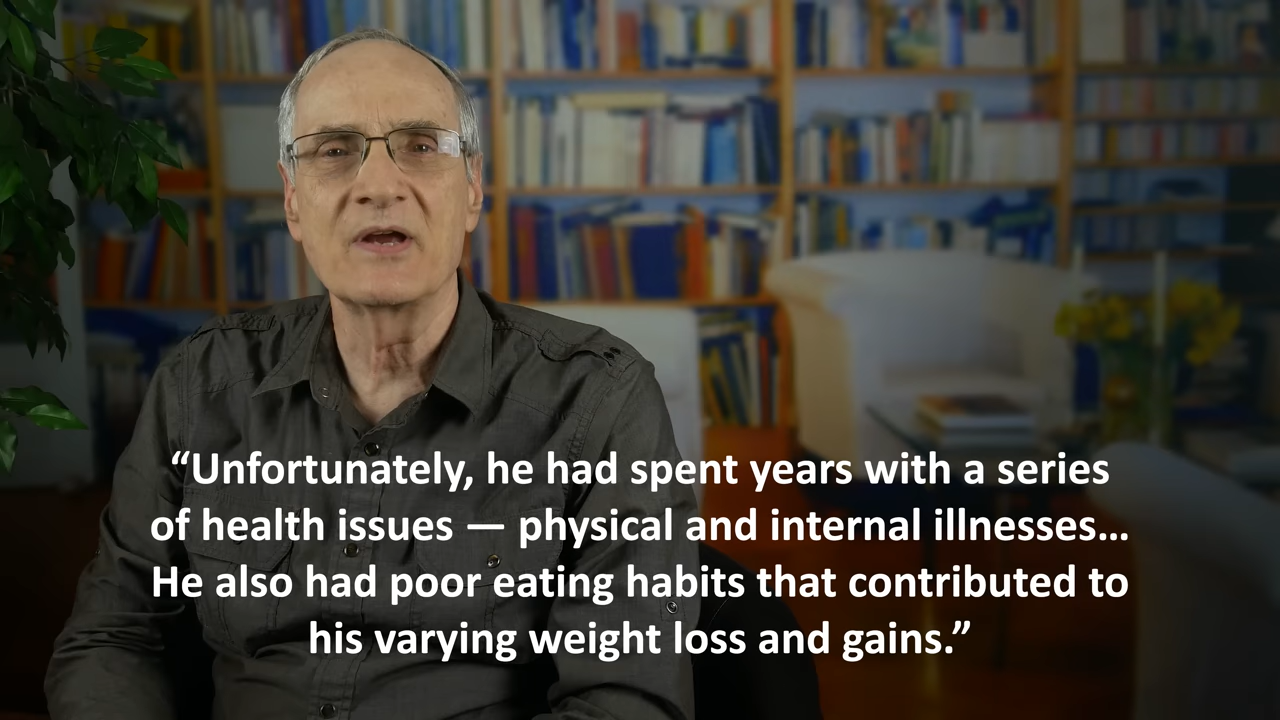 “Unfortunately, he had spent years with a series
of health issues — physical and internal illnesses…
He also had poor eating habits that contributed to
his varying weight loss and gains.”